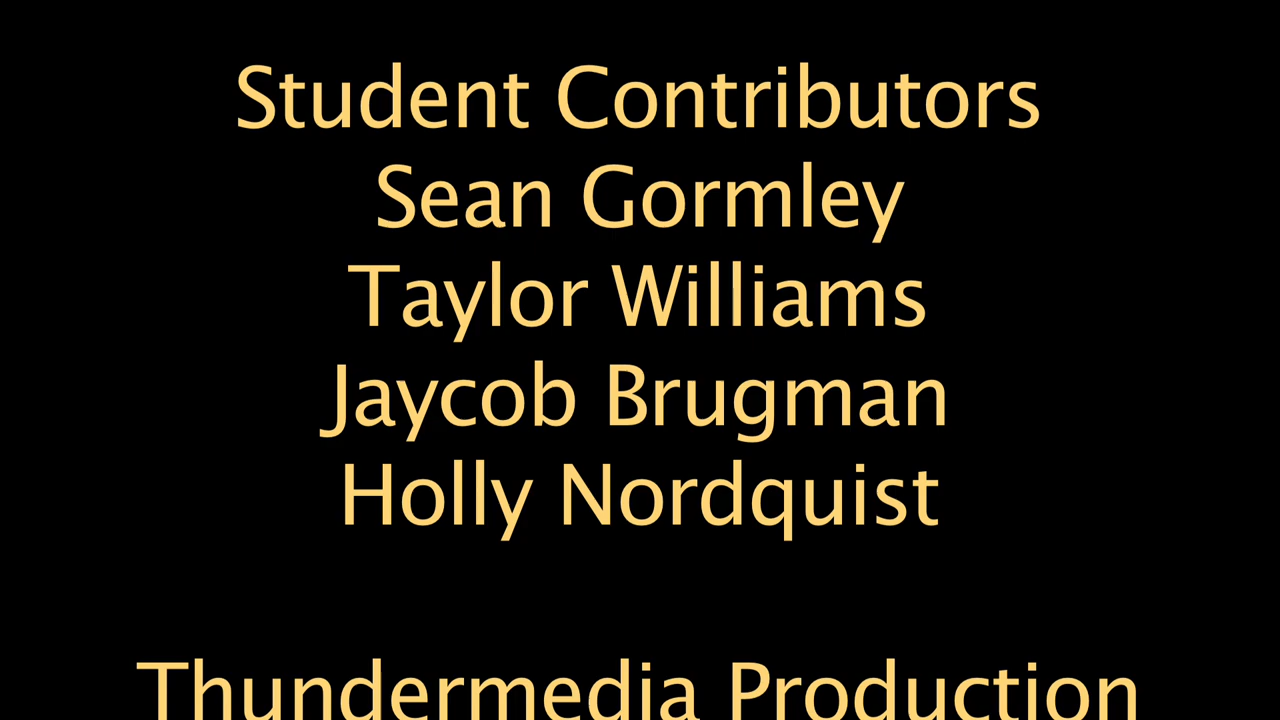 Student Contributors
Sean Gormley
Taylor Williams
Jaycob Brugman
Holly Nordquist
Thundermedia Production